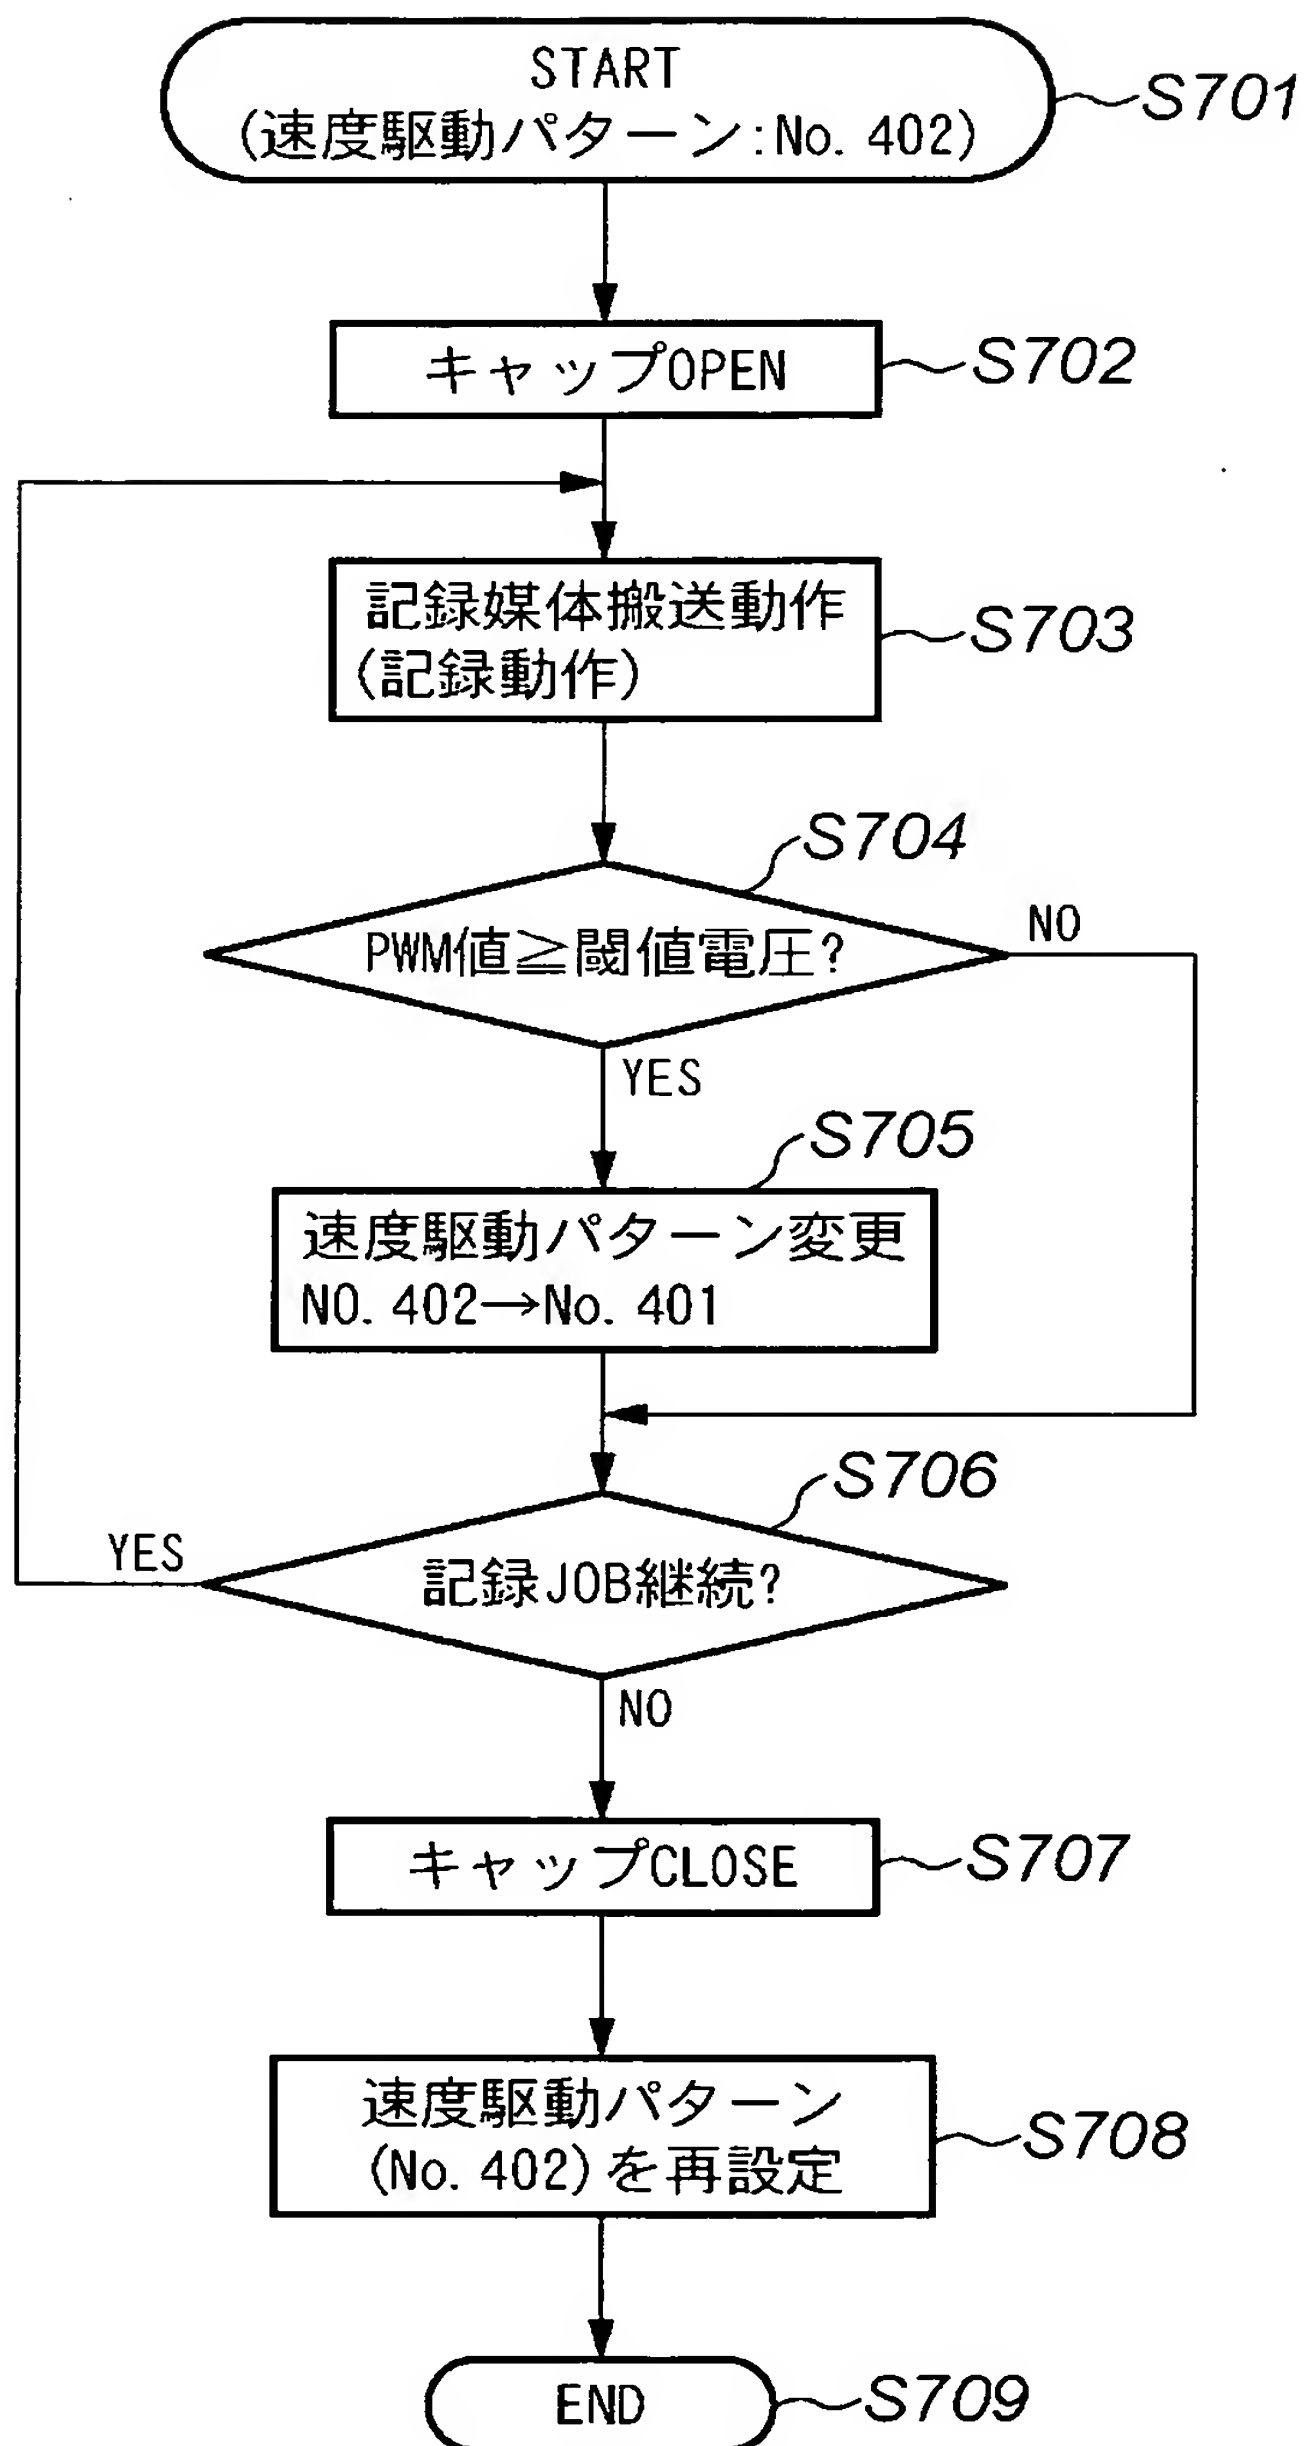 START
(速度駆動パターン:No. 402)
S701
キャップOPEN
S702
記録媒体搬送動作
(記録動作)
S703
S704
PWM値≧閾値電圧?
NO
YES
S705
速度駆動パターン変更
NO. 402→No. 401
S706
YES
記録JOB継続?
NO
キャップCLOSE
S707
速度駆動パターン
(No. 402)を再設定
S708
END
S709